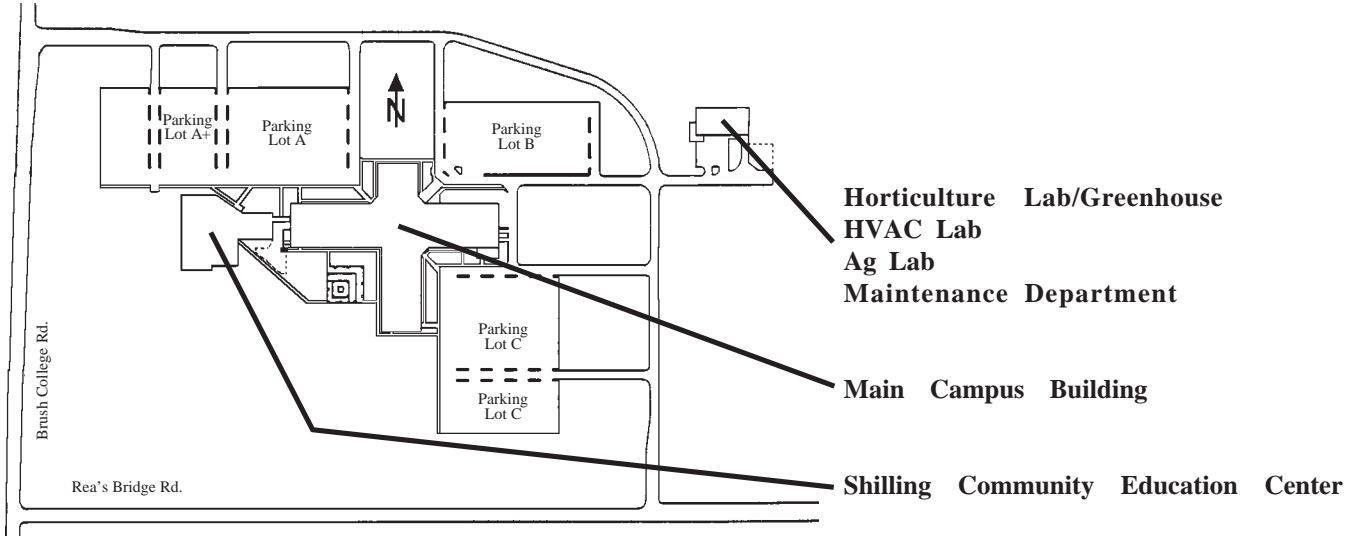 Parking
Lot A+
Parking
Lot A
N
Parking
Lot B
Horticulture Lab/Greenhouse
HVAC Lab
Ag Lab
Maintenance Department
Parking
Lot C
Main Campus Building
Parking
Lot C
Brush College Rd.
Shilling Community Education Center
Rea's Bridge Rd.